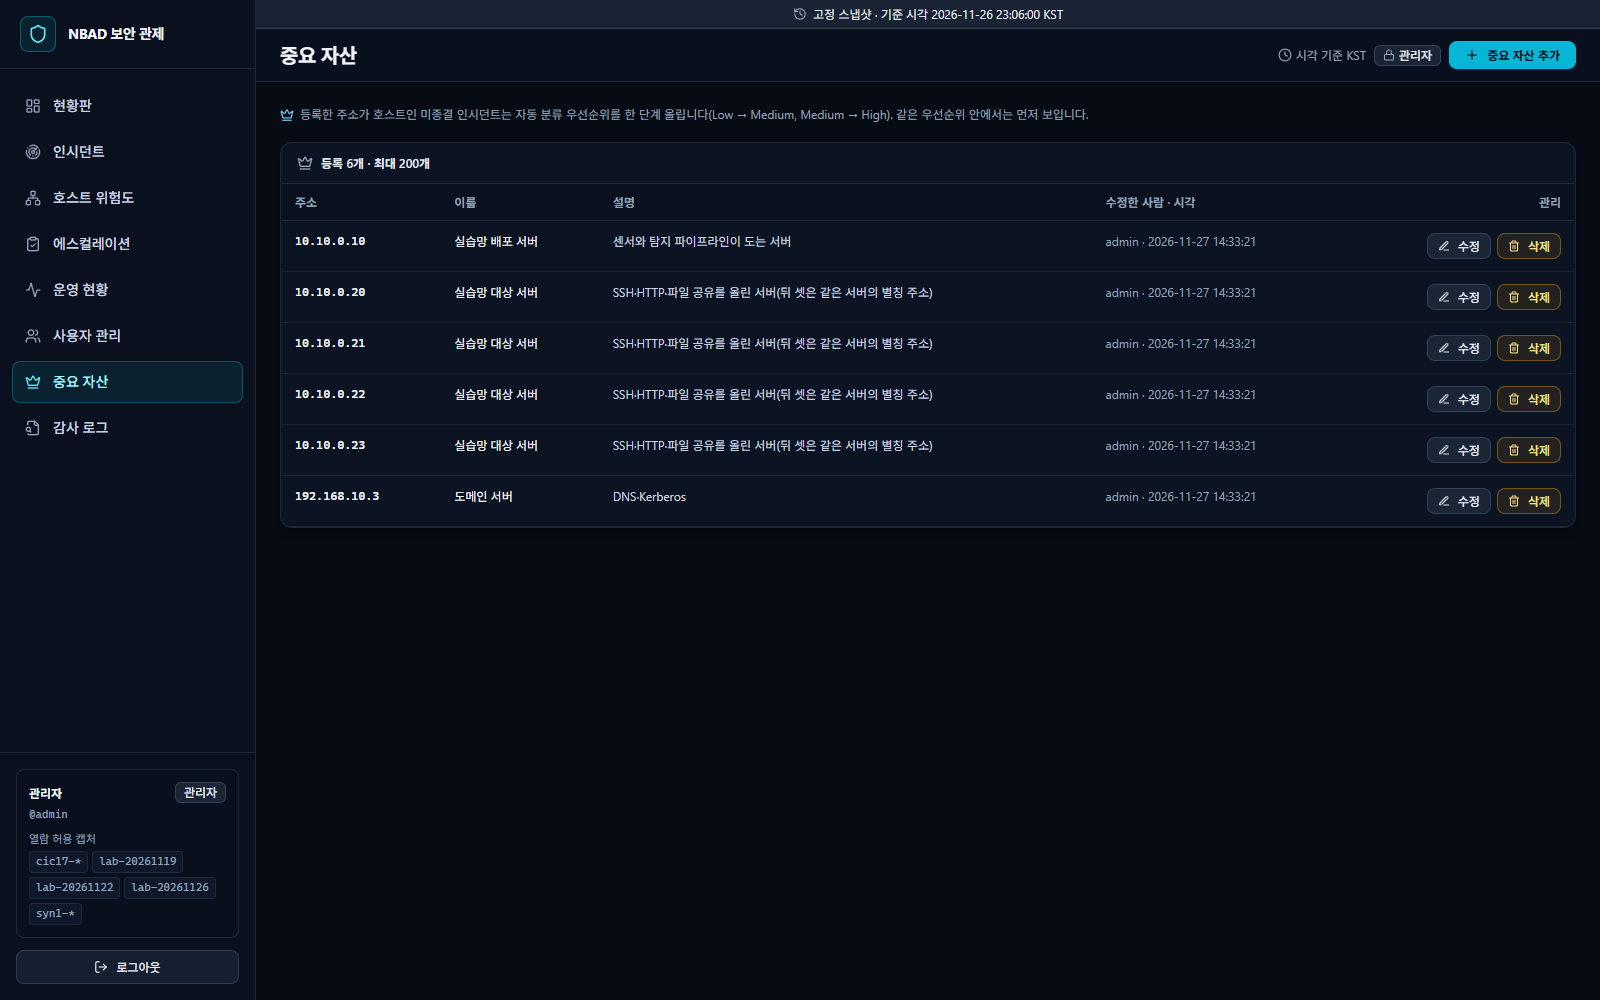 NBAD 보안 관제
현황판
인시던트
호스트 위험도
에스컬레이션
운영 현황
사용자 관리
중요 자산
감사 로그
관리자 관리자
@admin
열람 허용 캡처
cic17-* lab-20261119
lab-20261122 lab-20261126
syn1-*
로그아웃
고정 스냅샷 · 기준 시각 2026-11-26 23:06:00 KST
중요 자산 시각 기준 KST 관리자 중요 자산 추가
등록한 주소가 호스트인 미종결 인시던트는 자동 분류 우선순위를 한 단계 올립니다(Low → Medium, Medium → High). 같은 우선순위 안에서는 먼저 보입니다.
등록 6개 · 최대 200개
주소 이름 설명 수정한 사람 · 시각 관리
10.10.0.10 실습망 배포 서버 센서와 탐지 파이프라인이 도는 서버 admin · 2026-11-27 14:33:21 수정 삭제
10.10.0.20 실습망 대상 서버 SSH·HTTP·파일 공유를 올린 서버(뒤 셋은 같은 서버의 별칭 주소) admin · 2026-11-27 14:33:21 수정 삭제
10.10.0.21 실습망 대상 서버 SSH·HTTP·파일 공유를 올린 서버(뒤 셋은 같은 서버의 별칭 주소) admin · 2026-11-27 14:33:21 수정 삭제
10.10.0.22 실습망 대상 서버 SSH·HTTP·파일 공유를 올린 서버(뒤 셋은 같은 서버의 별칭 주소) admin · 2026-11-27 14:33:21 수정 삭제
10.10.0.23 실습망 대상 서버 SSH·HTTP·파일 공유를 올린 서버(뒤 셋은 같은 서버의 별칭 주소) admin · 2026-11-27 14:33:21 수정 삭제
192.168.10.3 도메인 서버 DNS·Kerberos admin · 2026-11-27 14:33:21 수정 삭제